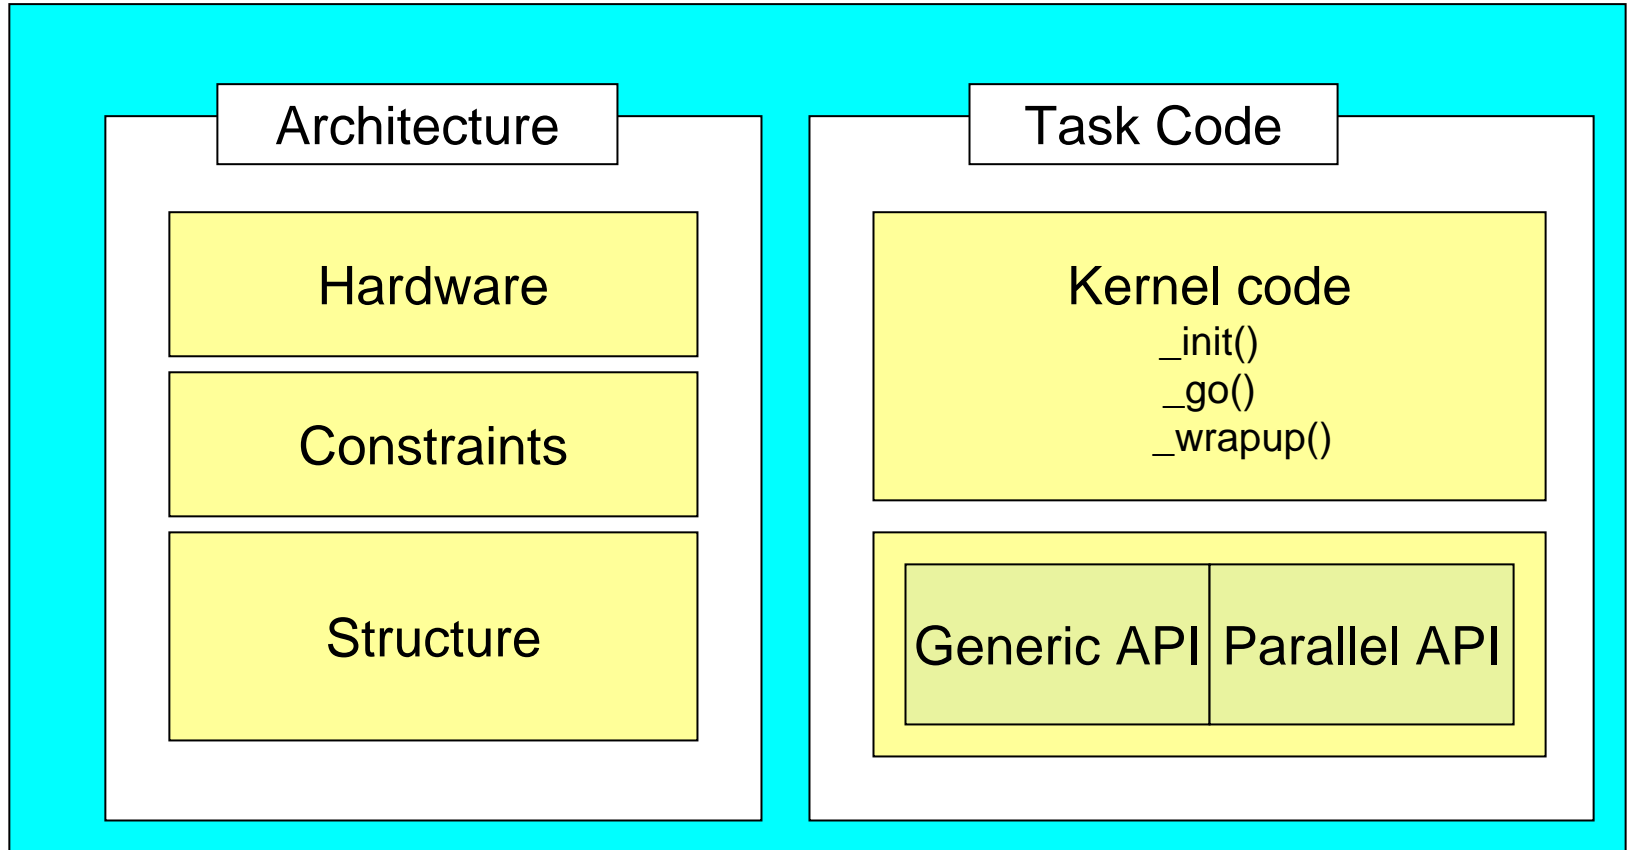 Architecture
Hardware
Constraints
Structure
Task Code
Kernel code
_init()
_go()
_wrapup()
Generic API
Parallel API